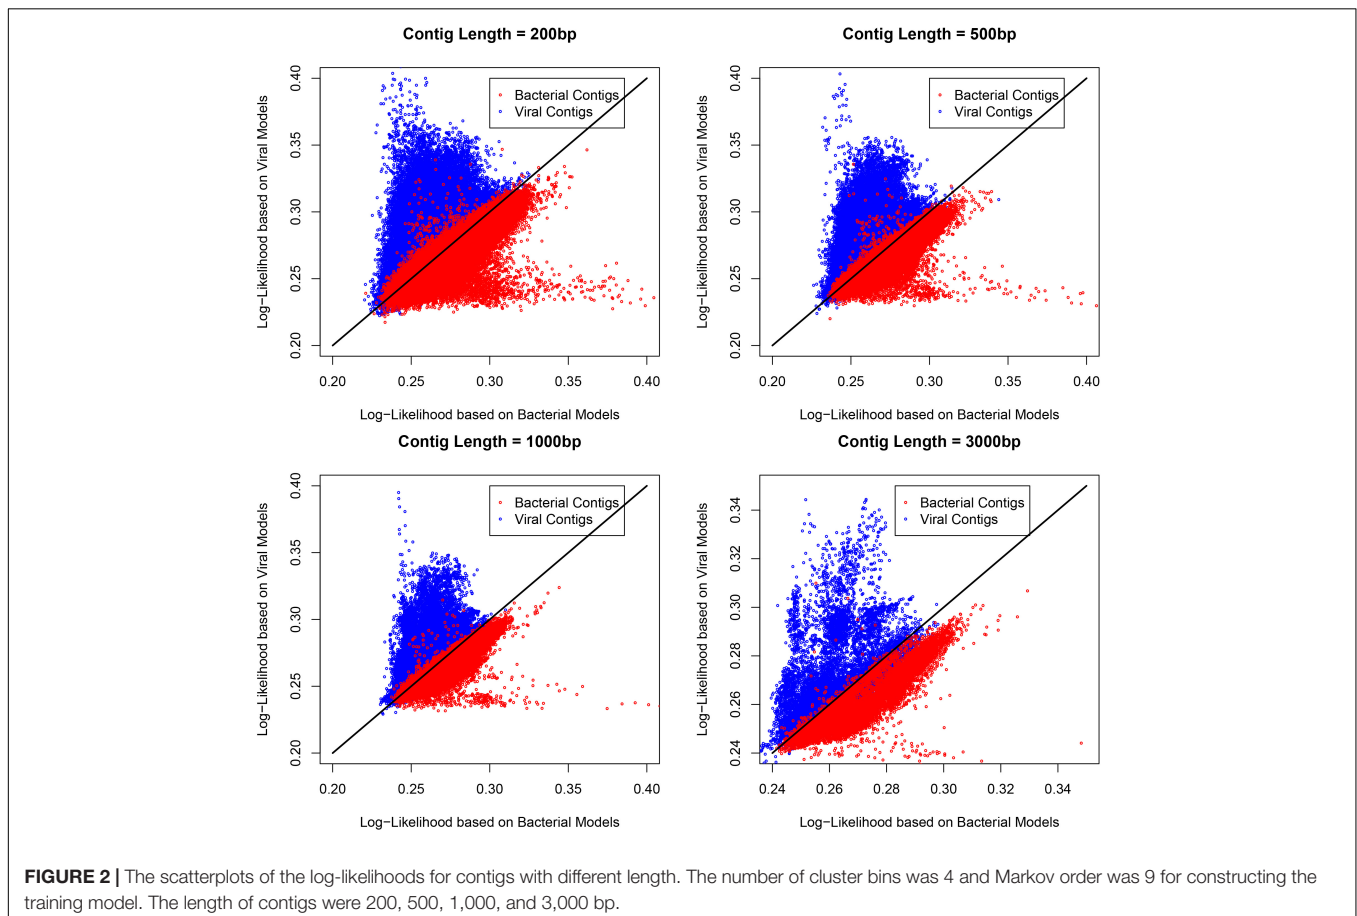 Contig Length = 200bp
Log−Likelihood based on Viral Models
0.40
0.35
0.30
0.25
0.20
Bacterial Contigs
Viral Contigs
0.20 0.25 0.30 0.35 0.40
Log−Likelihood based on Bacterial Models
Contig Length = 500bp
Log−Likelihood based on Viral Models
0.40
0.35
0.30
0.25
0.20
Bacterial Contigs
Viral Contigs
0.20 0.25 0.30 0.35 0.40
Log−Likelihood based on Bacterial Models
Contig Length = 1000bp
Log−Likelihood based on Viral Models
0.40
0.35
0.30
0.25
0.20
Bacterial Contigs
Viral Contigs
0.20 0.25 0.30 0.35 0.40
Log−Likelihood based on Bacterial Models
Contig Length = 3000bp
Log−Likelihood based on Viral Models
0.34
0.32
0.30
0.28
0.26
0.24
Bacterial Contigs
Viral Contigs
0.24 0.26 0.28 0.30 0.32 0.34
Log−Likelihood based on Bacterial Models
FIGURE 2 | The scatterplots of the log-likelihoods for contigs with different length. The number of cluster bins was 4 and Markov order was 9 for constructing the
training model. The length of contigs were 200, 500, 1,000, and 3,000 bp.